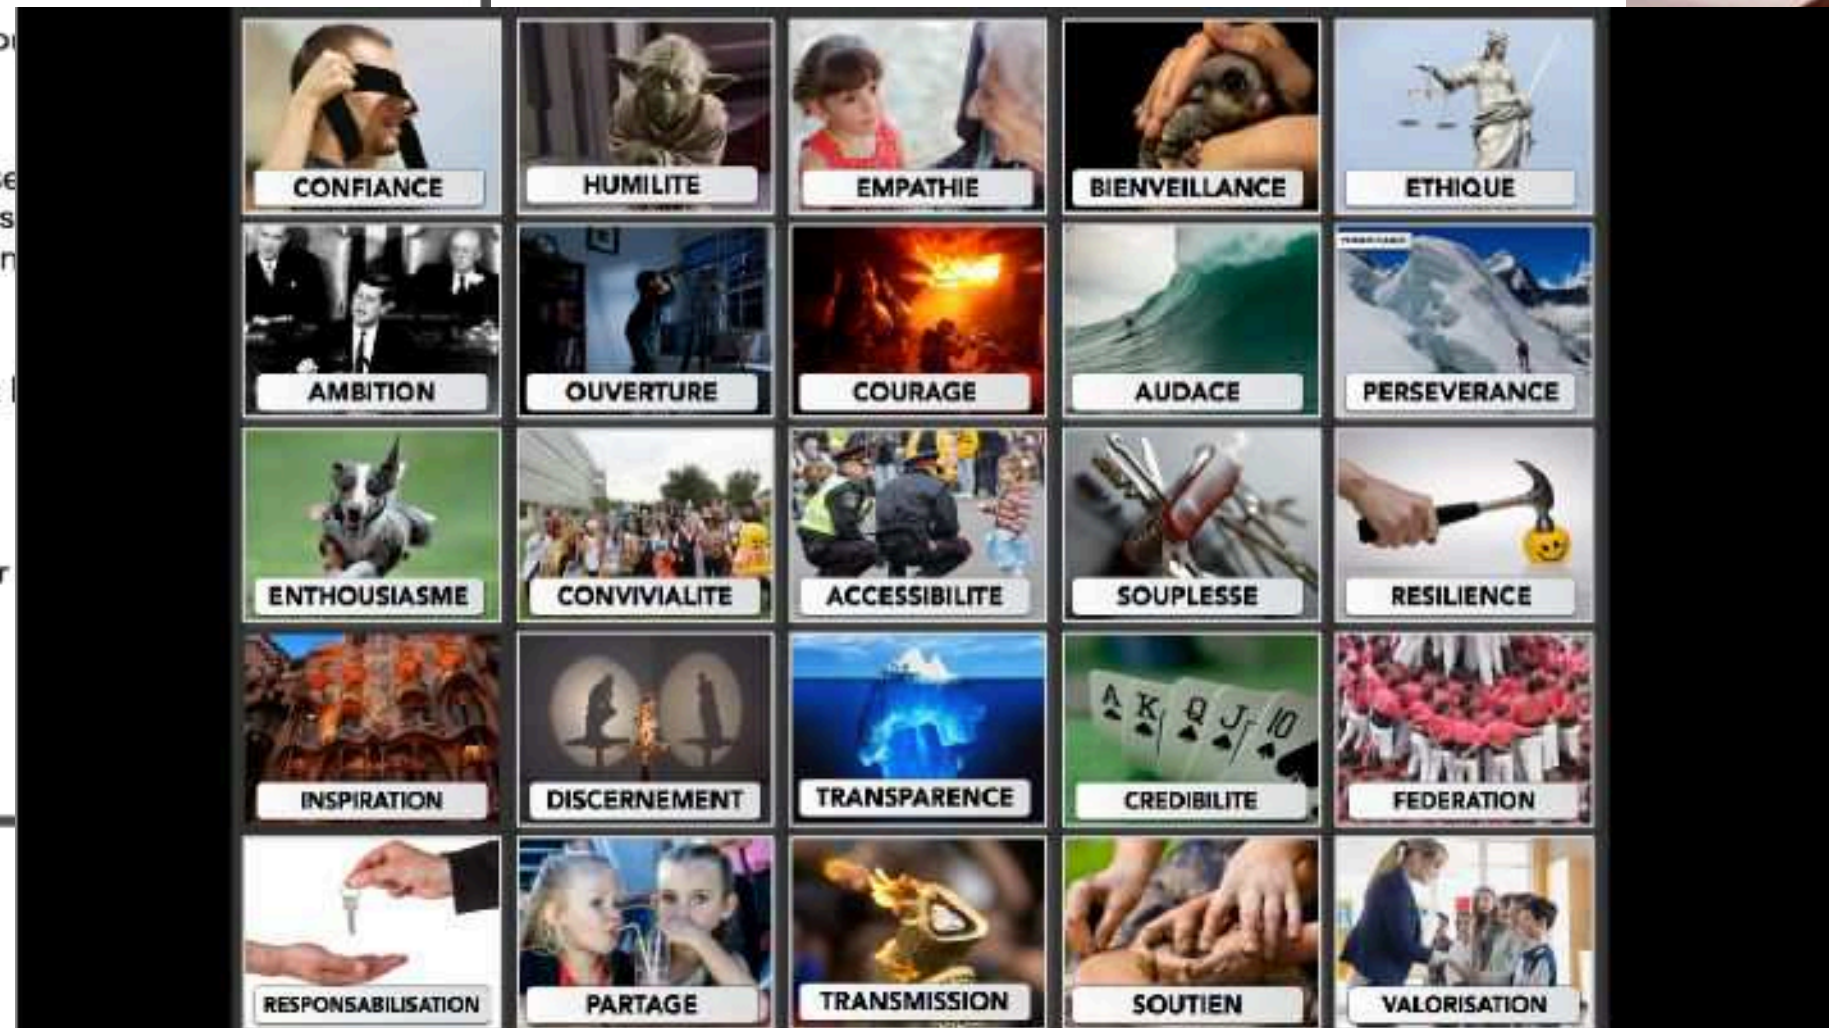 CONFIANCE
HUMILITE
EMPATHIE
BIENVEILLANCE
ETHIQUE
AMBITION
OUVERTURE
COURAGE
AUDACE
PERSEVERANCE
ENTHOUSIASME
CONVIVIALITE
ACCESSIBILITE
SOUPLESSE
RESILIENCE
INSPIRATION
DISCERNEMENT
TRANSPARENCE
A K Q J 10
CREDIBILITE
FEDERATION
RESPONSABILISATION
PARTAGE
TRANSMISSION
SOUTIEN
VALORISATION